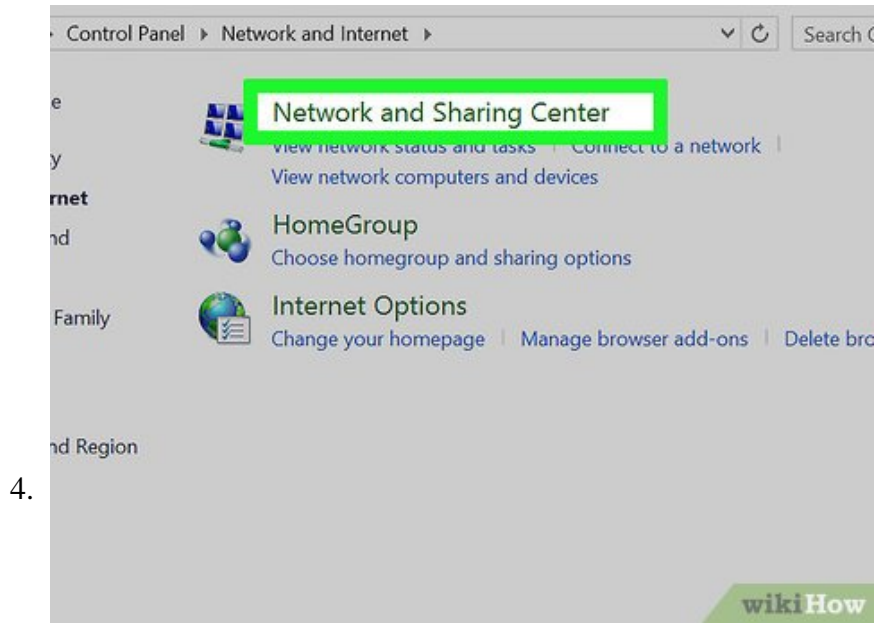 Control Panel Network and Internet Search
e
Network and Sharing Center
y
View network status and tasks Connect to a network
rnet
View network computers and devices
nd
HomeGroup
Choose homegroup and sharing options
Family
Internet Options
Change your homepage Manage browser add-ons Delete bro
nd Region
4.
wikiHow